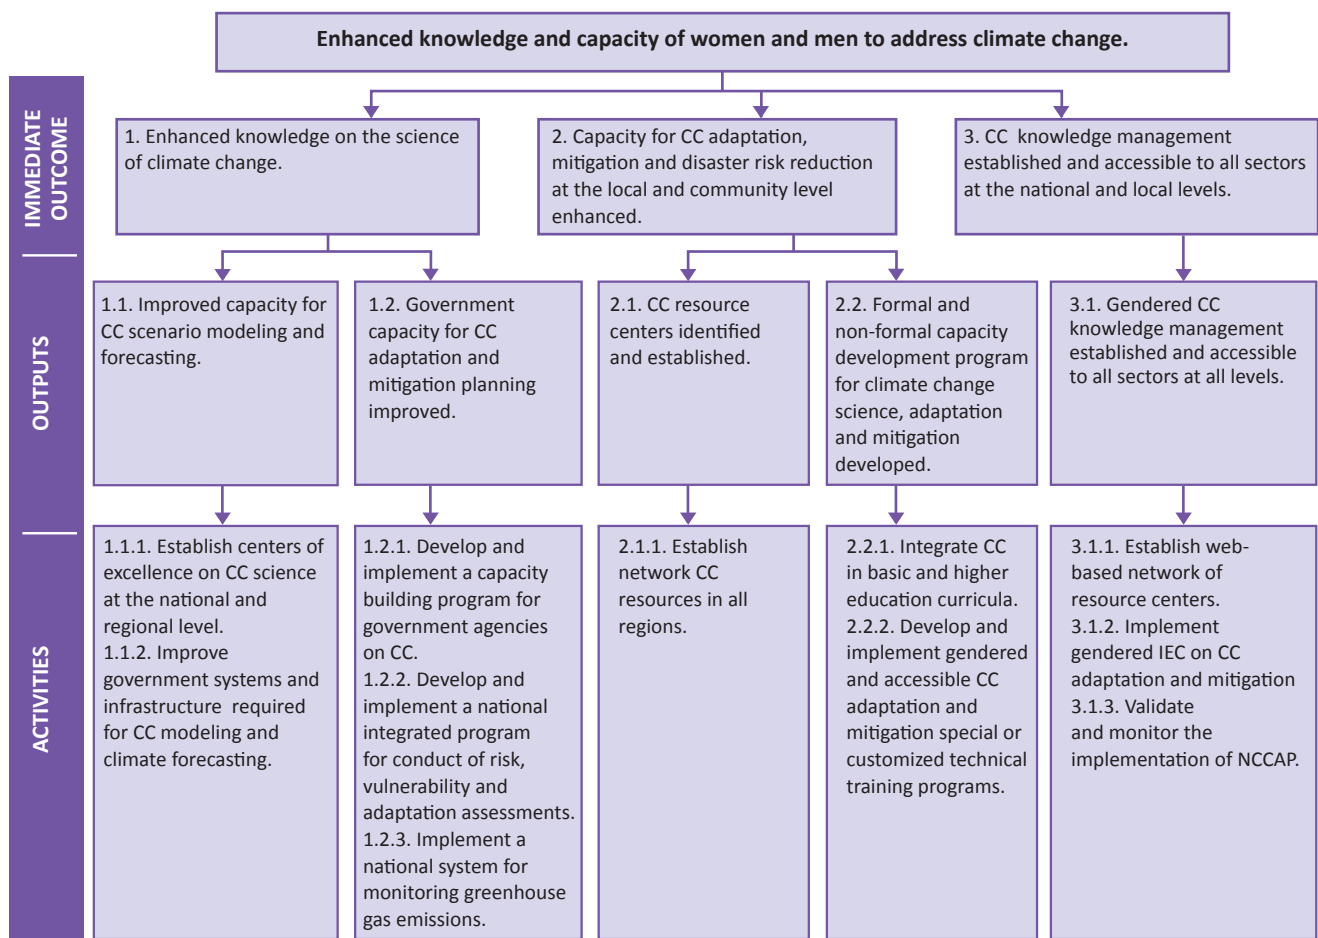 Enhanced knowledge and capacity of women and men to address climate change.
IMMEDIATE
OUTCOME
1. Enhanced knowledge on the science
of climate change.
2. Capacity for CC adaptation,
mitigation and disaster risk reduction
at the local and community level
enhanced.
3. CC knowledge management
established and accessible to all sectors
at the national and local levels.
OUTPUTS
1.1. Improved capacity for
CC scenario modeling and
forecasting.
1.2. Government
capacity for CC
adaptation and
mitigation planning
improved.
2.1. CC resource
centers identified
and established.
2.2. Formal and
non-formal capacity
development program
for climate change
science, adaptation
and mitigation
developed.
3.1. Gendered CC
knowledge management
established and accessible
to all sectors at all levels.
ACTIVITIES
1.1.1. Establish centers of
excellence on CC science
at the national and
regional level.
1.1.2. Improve
government systems and
infrastructure required
for CC modeling and
climate forecasting.
1.2.1. Develop and
implement a capacity
building program for
government agencies
on CC.
1.2.2. Develop and
implement a national
integrated program
for conduct of risk,
vulnerability and
adaptation assessments.
1.2.3. Implement a
national system for
monitoring greenhouse
gas emissions.
2.1.1. Establish
network CC
resources in all
regions.
2.2.1. Integrate CC
in basic and higher
education curricula.
2.2.2. Develop and
implement gendered
and accessible CC
adaptation and
mitigation special or
customized technical
training programs.
3.1.1. Establish web-
based network of
resource centers.
3.1.2. Implement
gendered IEC on CC
adaptation and mitigation
3.1.3. Validate
and monitor the
implementation of NCCAP.